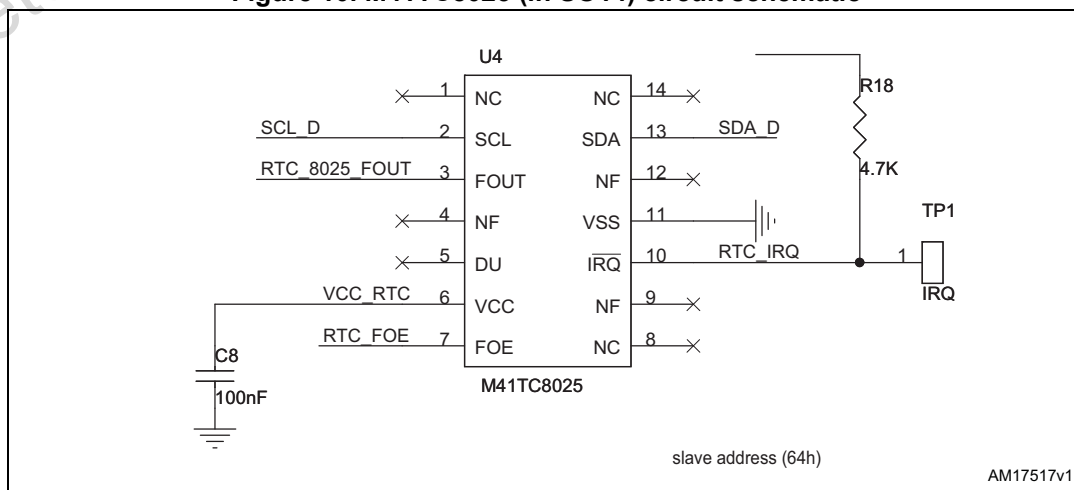 U4
R18
4.7K
TP1
1
IRQ
1 NC NC 14
SCL_D 2 SCL SDA 13 SDA_D
RTC_8025_FOUT 3 FOUT NF 12
4 NF VSS 11
5 DU IRQ 10 RTC_IRQ
VCC_RTC 6 VCC NF 9
RTC_FOE 7 FOE NC 8
C8
100nF
M41TC8025
slave address (64h)
AM17517v1